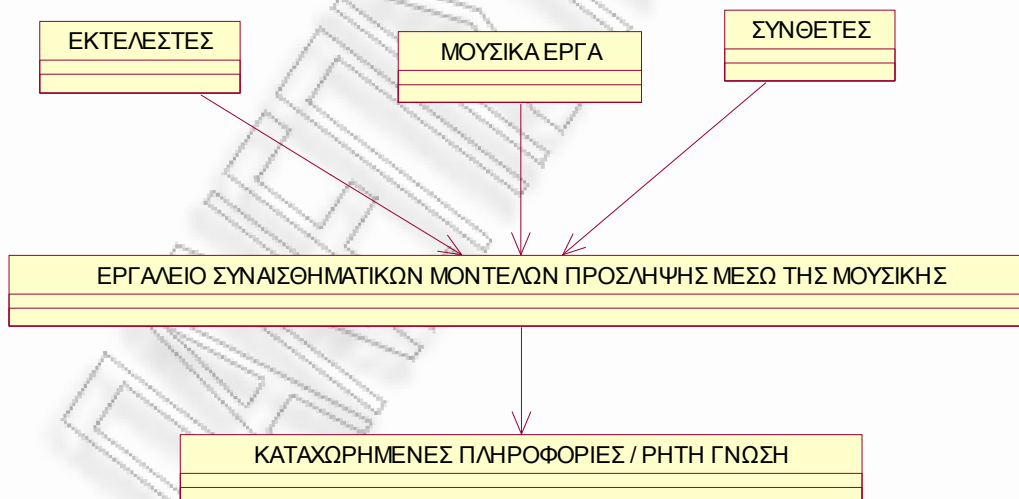 ΕΚΤΕΛΕΣΤΕΣ
ΜΟΥΣΙΚΑ ΕΡΓΑ
ΣΥΝΘΕΤΕΣ
ΕΡΓΑΛΕΙΟ ΣΥΝΑΙΣΘΗΜΑΤΙΚΩΝ ΜΟΝΤΕΛΩΝ ΠΡΟΣΛΗΨΗΣ ΜΕΣΩ ΤΗΣ ΜΟΥΣΙΚΗΣ
ΚΑΤΑΧΩΡΗΜΕΝΕΣ ΠΛΗΡΟΦΟΡΙΕΣ / ΡΗΤΗ ΓΝΩΣΗ